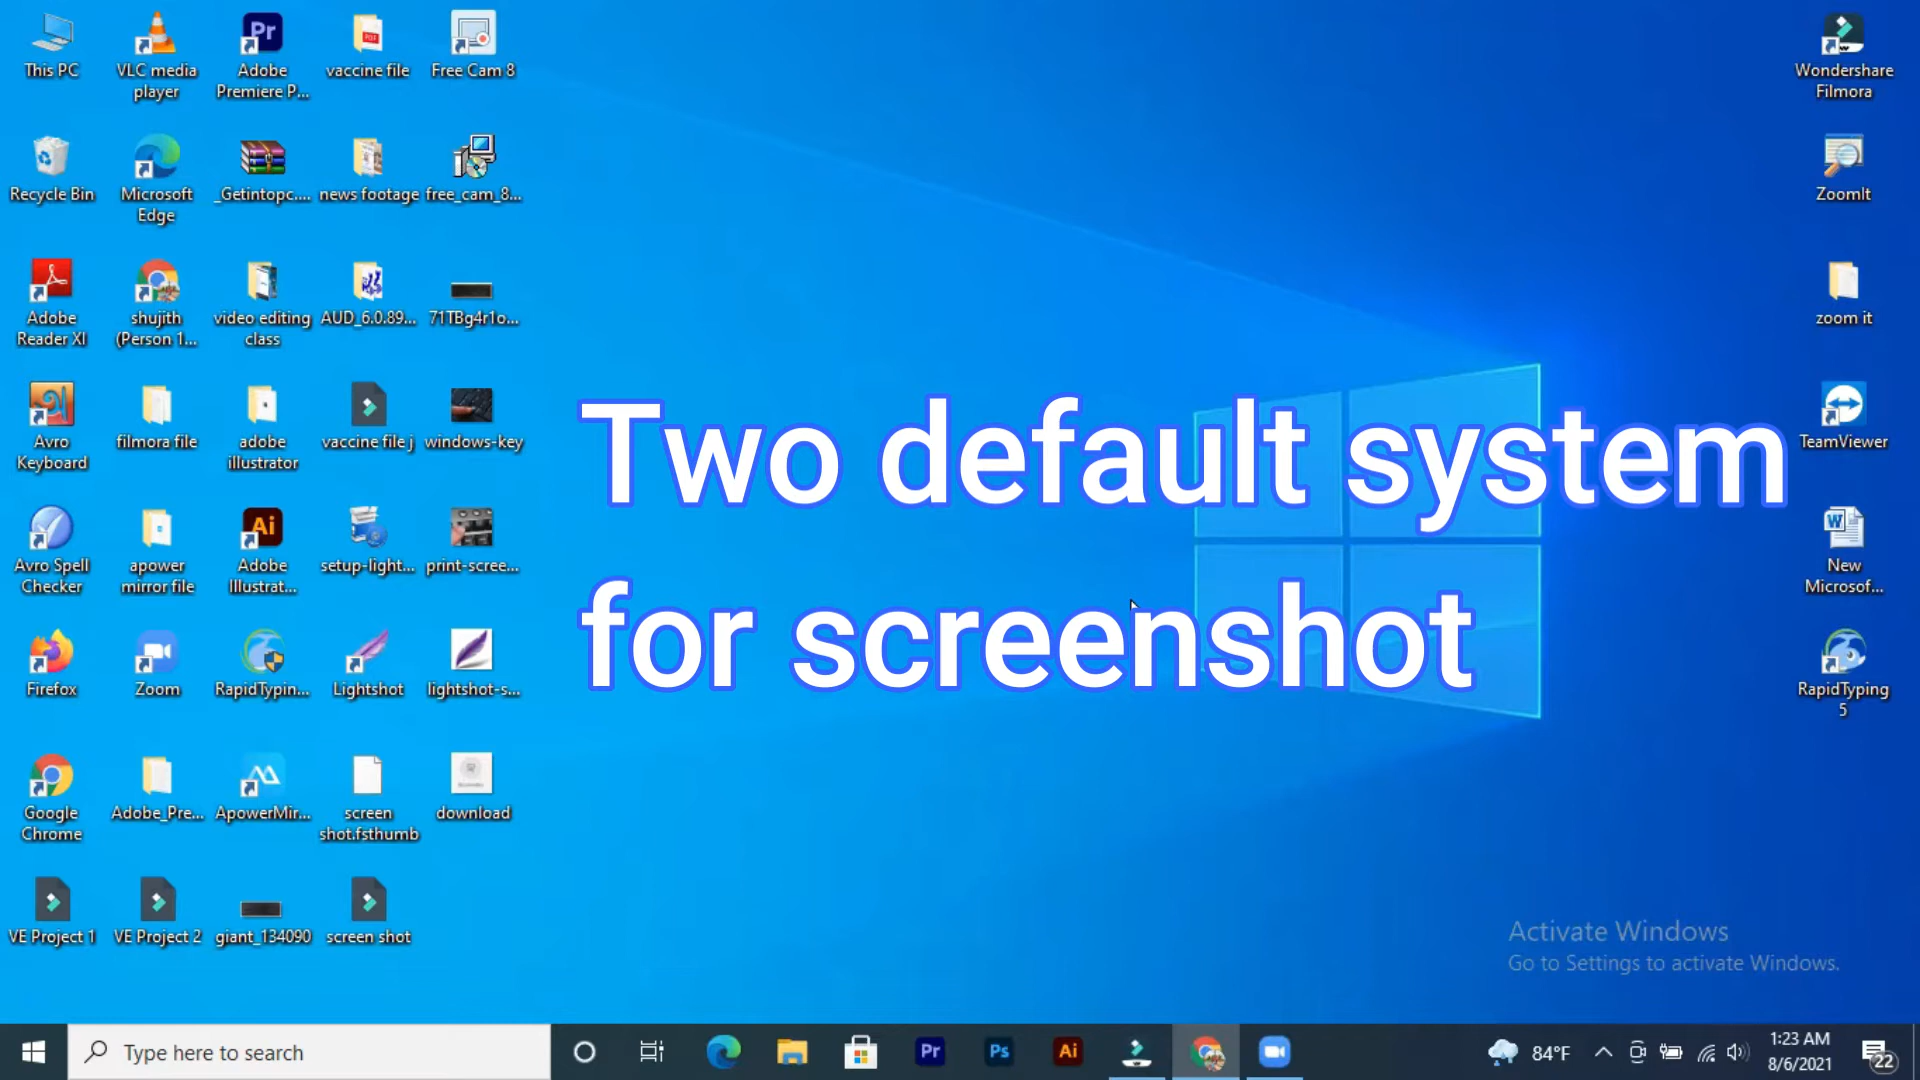 This PC
VLC media
player
Adobe
Premiere P...
vaccine file
Free Cam 8
Wondershare
Filmora
Recycle Bin
Microsoft
Edge
_Getintopc....
news footage
free_cam_8...
ZoomIt
Adobe
Reader XI
shujith
(Person 1...
video editing
class
AUD_6.0.89...
71TBg4r1o...
zoom it
Avro
Keyboard
filmora file
adobe
illustrator
vaccine file j
windows-key
TeamViewer
Two default system
for screenshot
Avro Spell
Checker
apower
mirror file
Adobe
Illustrat...
setup-light...
print-scree...
New
Microsof...
Firefox
Zoom
RapidTypin...
Lightshot
lightshot-s...
RapidTyping
5
Google
Chrome
Adobe_Pre...
ApowerMir...
screen
shot.fsthumb
download
VE Project 1
VE Project 2
giant_134090
screen shot
Activate Windows
Go to Settings to activate Windows.
Type here to search
84°F
1:23 AM
8/6/2021
22